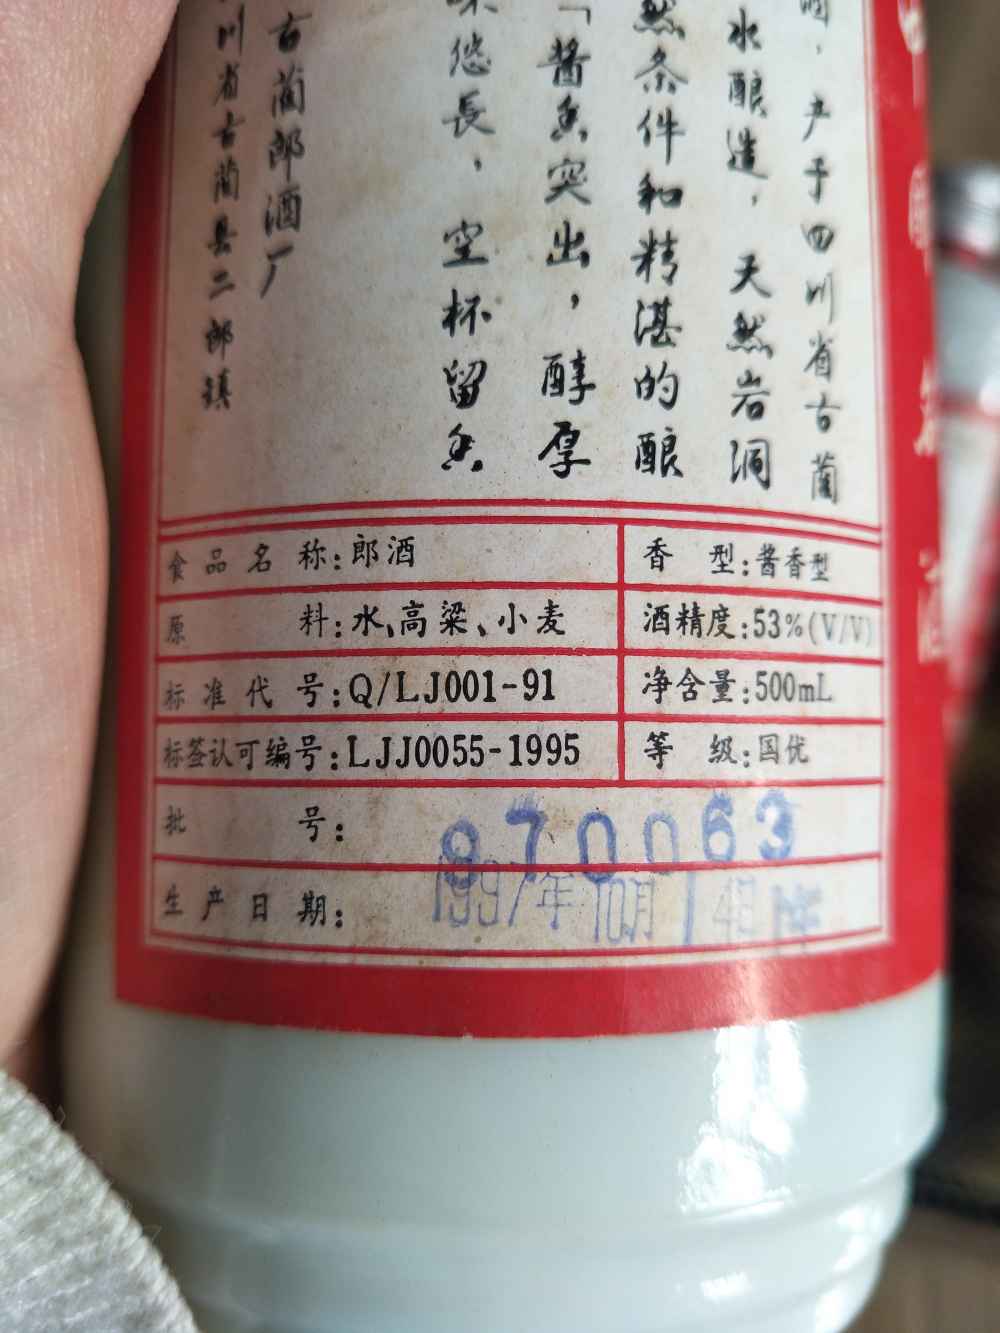 产于四川省古蔺
水酿造，天然岩洞
然条件和精湛的酿
「酱香突出，醇厚
味悠長，空杯留香
古蔺郎酒厂
川省古蔺县二郎镇
食品名称：郎酒
香型：酱香型
原料：水、高粱、小麦
酒精度：53%(V/V)
标准代号：Q/LJ001-91
净含量：500mL
标签认可编号：LJJ0055-1995
等级：国优
批号：970063
生产日期：1997年10月14日